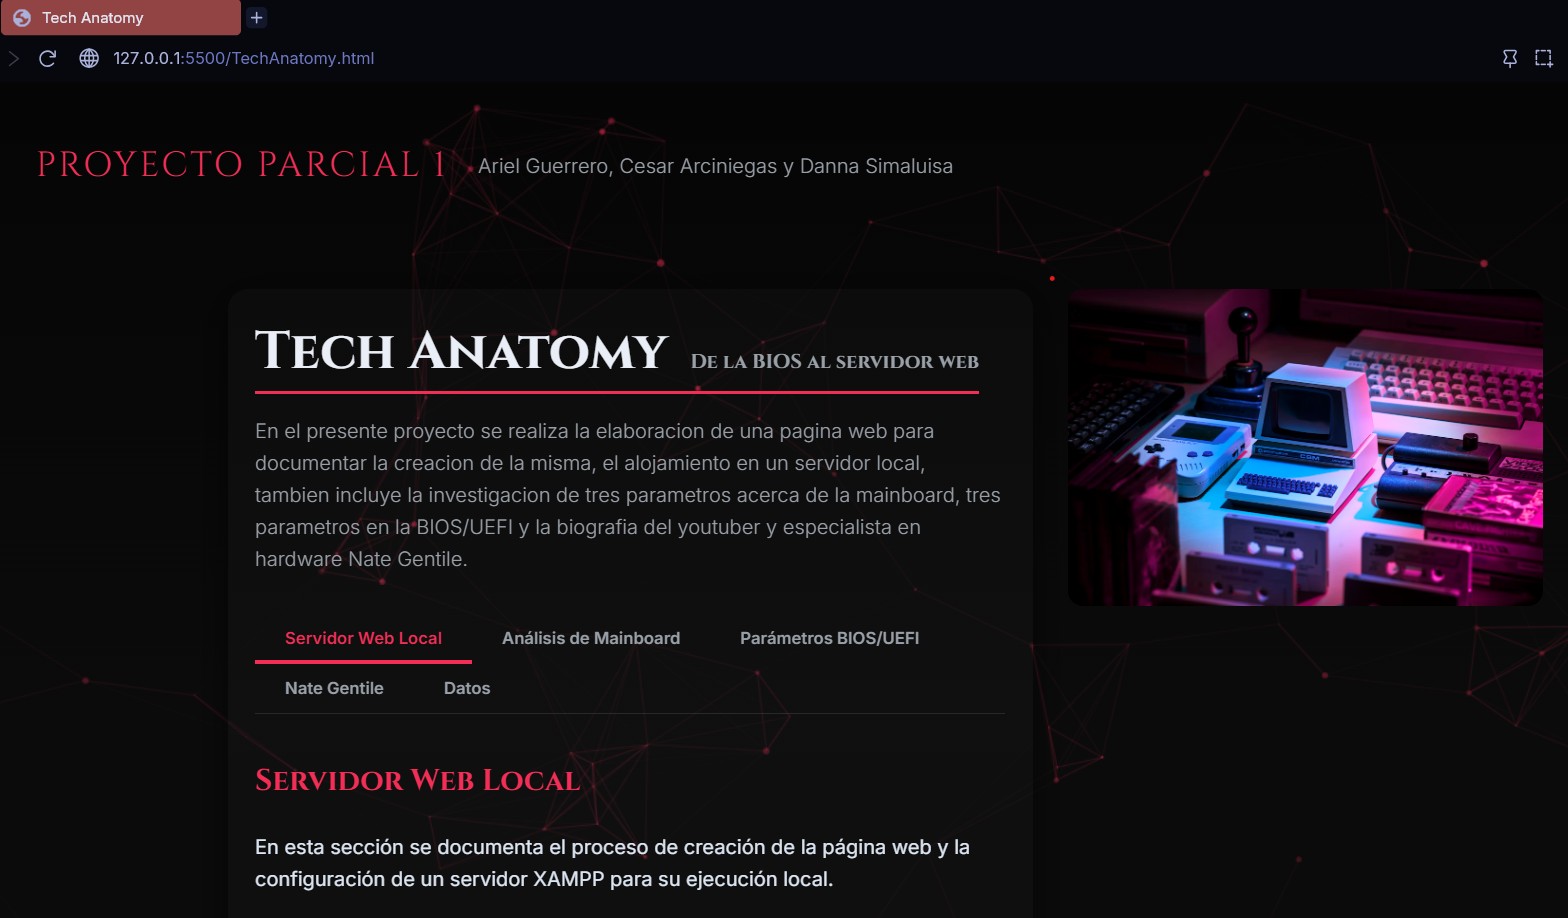 Tech Anatomy
127.0.0.1:5500/TechAnatomy.html
PROYECTO PARCIAL 1
Ariel Guerrero, Cesar Arciniegas y Danna Simaluisa
Tech Anatomy
De la BIOS al servidor web
En el presente proyecto se realiza la elaboracion de una pagina web para
documentar la creacion de la misma, el alojamiento en un servidor local,
tambien incluye la investigacion de tres parametros acerca de la mainboard, tres
parametros en la BIOS/UEFI y la biografia del youtuber y especialista en
hardware Nate Gentile.
Servidor Web Local
Análisis de Mainboard
Parámetros BIOS/UEFI
Nate Gentile
Datos
Servidor Web Local
En esta sección se documenta el proceso de creación de la página web y la
configuración de un servidor XAMPP para su ejecución local.